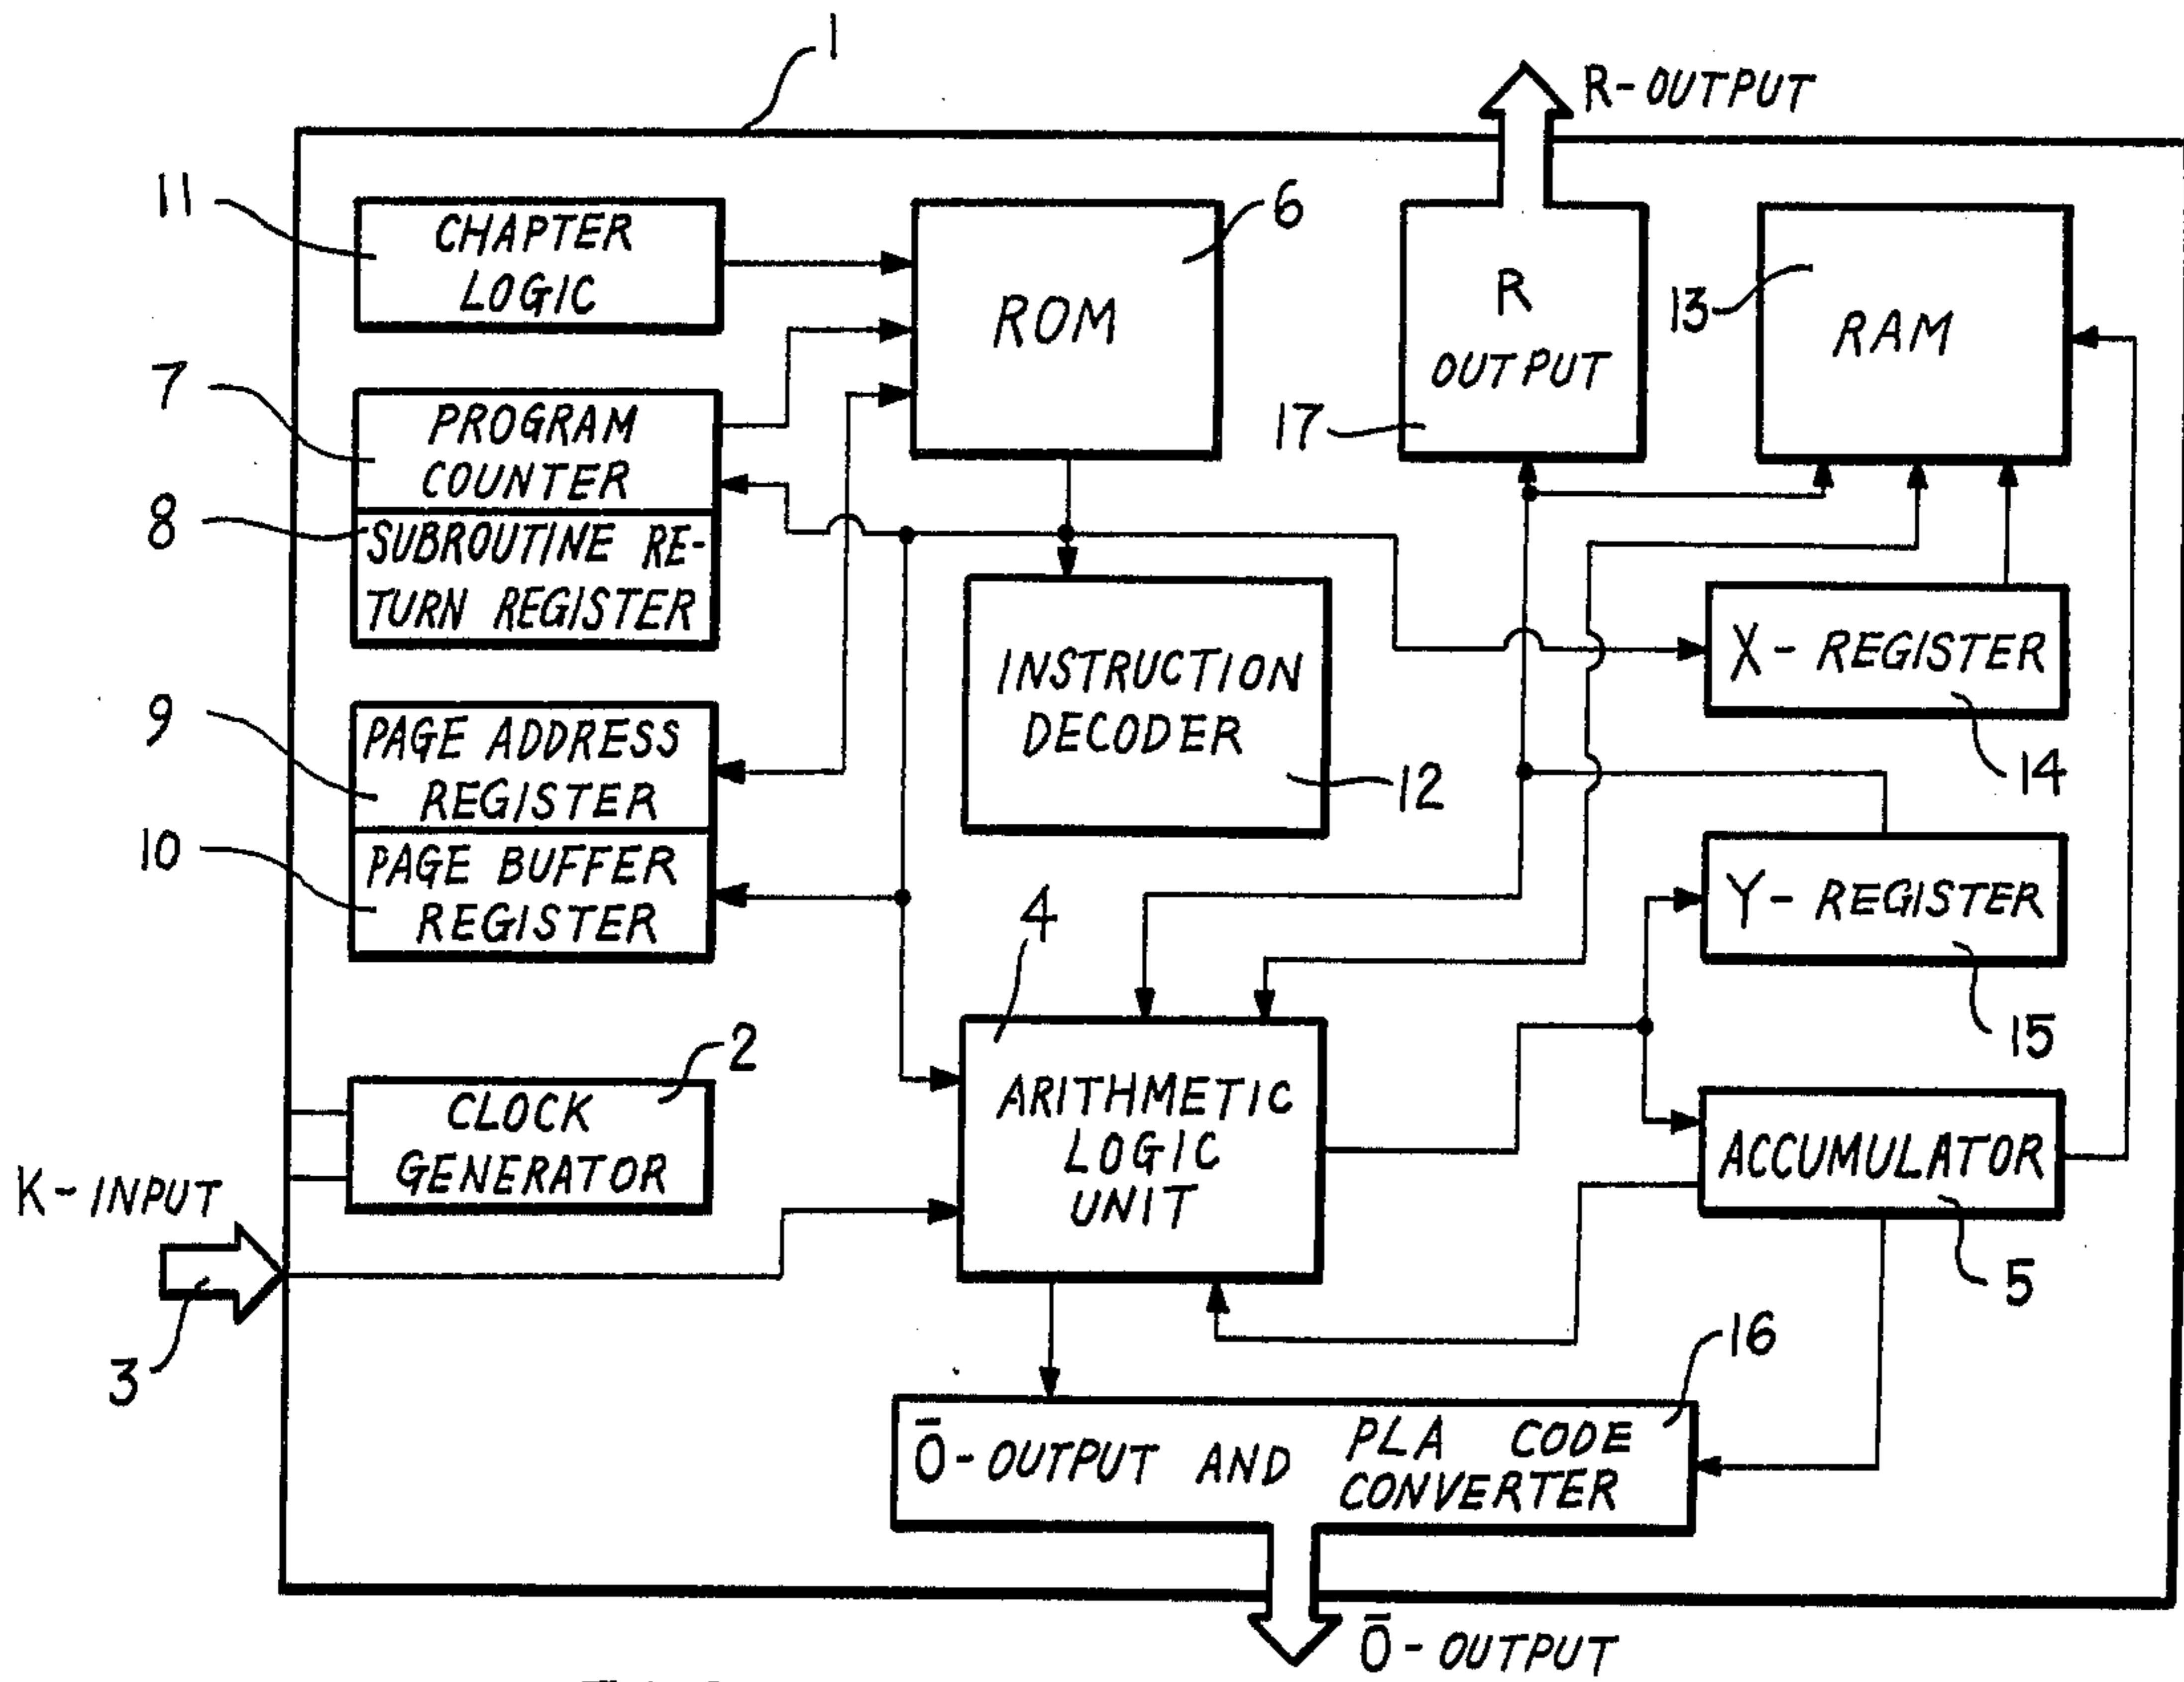 1
R-OUTPUT
11
CHAPTER
LOGIC
6
ROM
R
OUTPUT
17
13
RAM
7
PROGRAM
COUNTER
8
SUBROUTINE RE-
TURN REGISTER
INSTRUCTION
DECODER
12
X-REGISTER
14
9
PAGE ADDRESS
REGISTER
10
PAGE BUFFER
REGISTER
Y-REGISTER
15
4
ARITHMETIC
LOGIC
UNIT
2
CLOCK
GENERATOR
ACCUMULATOR
5
K-INPUT
3
16
Ō-OUTPUT AND PLA CODE
CONVERTER
Ō-OUTPUT